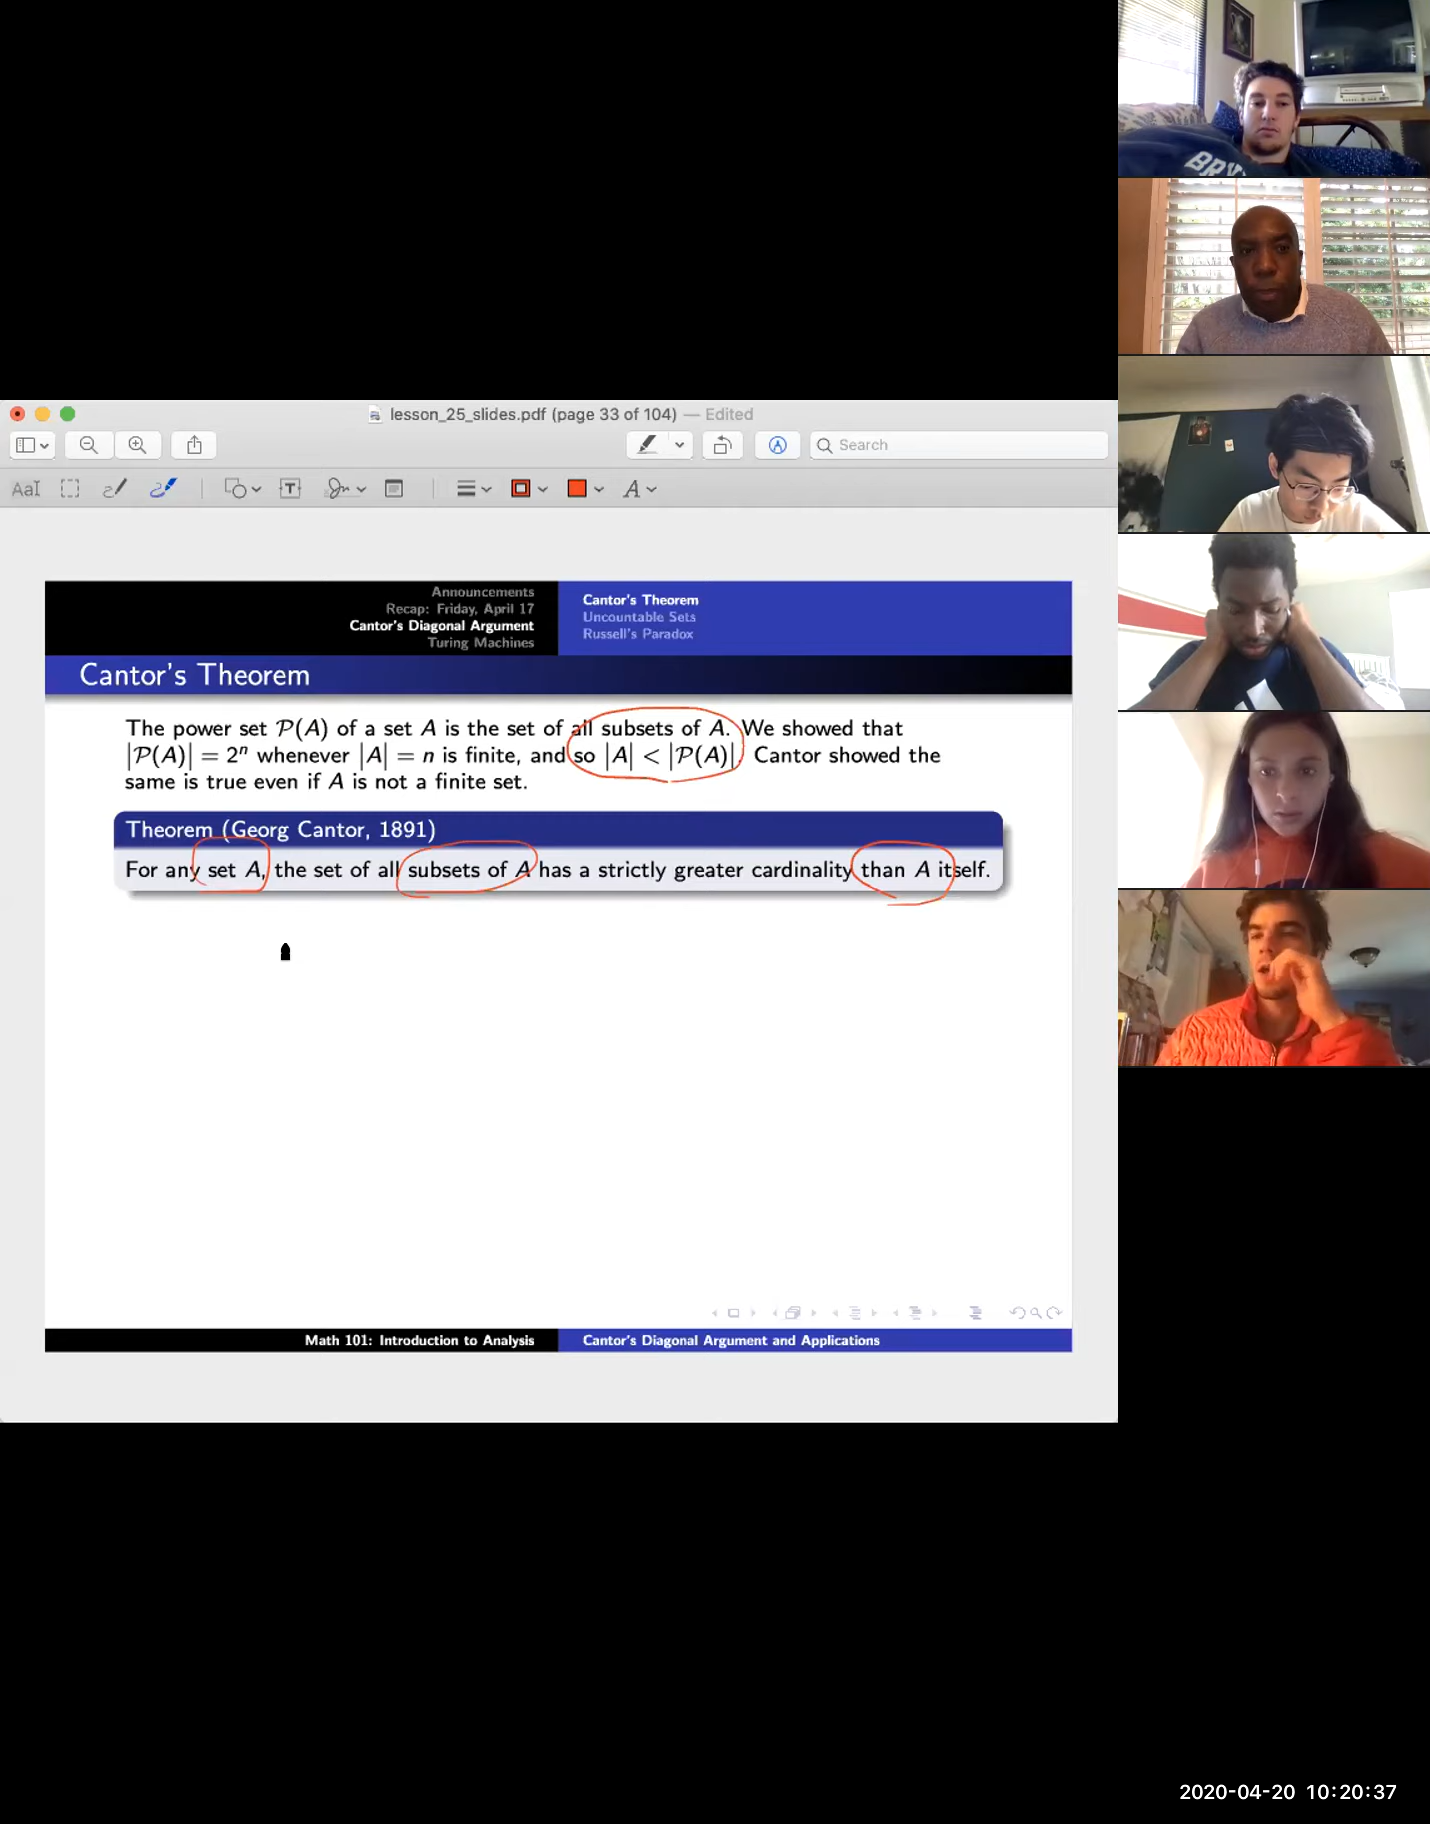 BRY
lesson_25_slides.pdf (page 33 of 104) — Edited
Search
AaI
T
A
Announcements
Recap: Friday, April 17
Cantor's Diagonal Argument
Turing Machines
Cantor's Theorem
Uncountable Sets
Russell's Paradox
Cantor's Theorem
The power set 𝒫(A) of a set A is the set of all subsets of A. We showed that
|𝒫(A)| = 2ⁿ whenever |A| = n is finite, and so |A| < |𝒫(A)|. Cantor showed the
same is true even if A is not a finite set.
Theorem (Georg Cantor, 1891)
For any set A, the set of all subsets of A has a strictly greater cardinality than A itself.
Math 101: Introduction to Analysis
Cantor's Diagonal Argument and Applications
2020-04-20 10:20:37